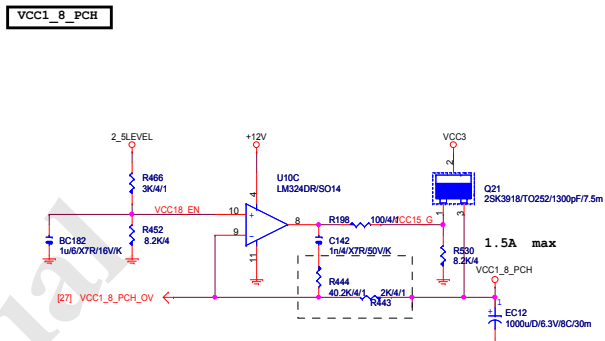 VCC1_8_PCH
2_5LEVEL
+12V
VCC3
R466
3K/4/1
U10C
LM324DR/SO14
Q21
2SK3918/TO252/1300pF/7.5m
2
4
1
3
VCC18_EN
10
+
9
-
8
11
R198
100/4/1
VCC15_G
BC182
1u/6/X7R/16V/K
R452
8.2K/4
C142
1n/4/X7R/50V/K
R530
8.2K/4
1.5A max
VCC1_8_PCH
R444
40.2K/4/1
2K/4/1
R443
[27] VCC1_8_PCH_OV
1
+
EC12
1000u/D/6.3V/8C/30m
ual